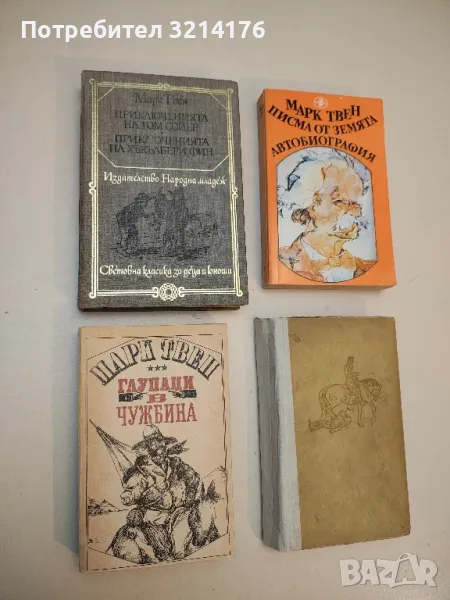 Потребител 3214176
Марк Твен
ПРИКЛЮЧЕНИЯТА
НА ТОМ СОЙЕР
ПРИКЛЮЧЕНИЯТА
НА ХЪКЪЛБЕРИ ФИН
Издателство Народна младеж
Световна класика за деца и юноши
МАРК ТВЕН
ПИСМА ОТ ЗЕМЯТА
АВТОБИОГРАФИЯ
МАРК ТВЕН
ГЛУПАЦИ
В
ЧУЖБИНА
BAZAR